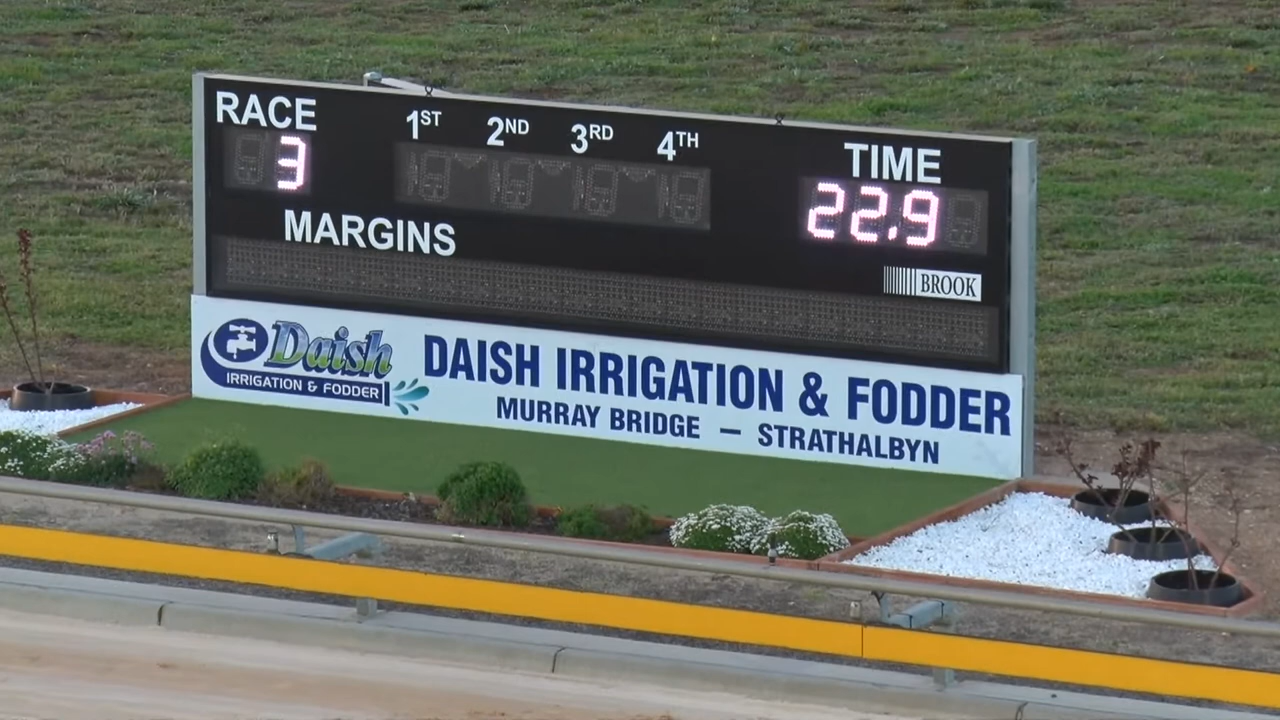 RACE 1ST 2ND 3RD 4TH TIME
3 22.9
MARGINS
BROOK
Daish
IRRIGATION & FODDER
DAISH IRRIGATION & FODDER
MURRAY BRIDGE – STRATHALBYN